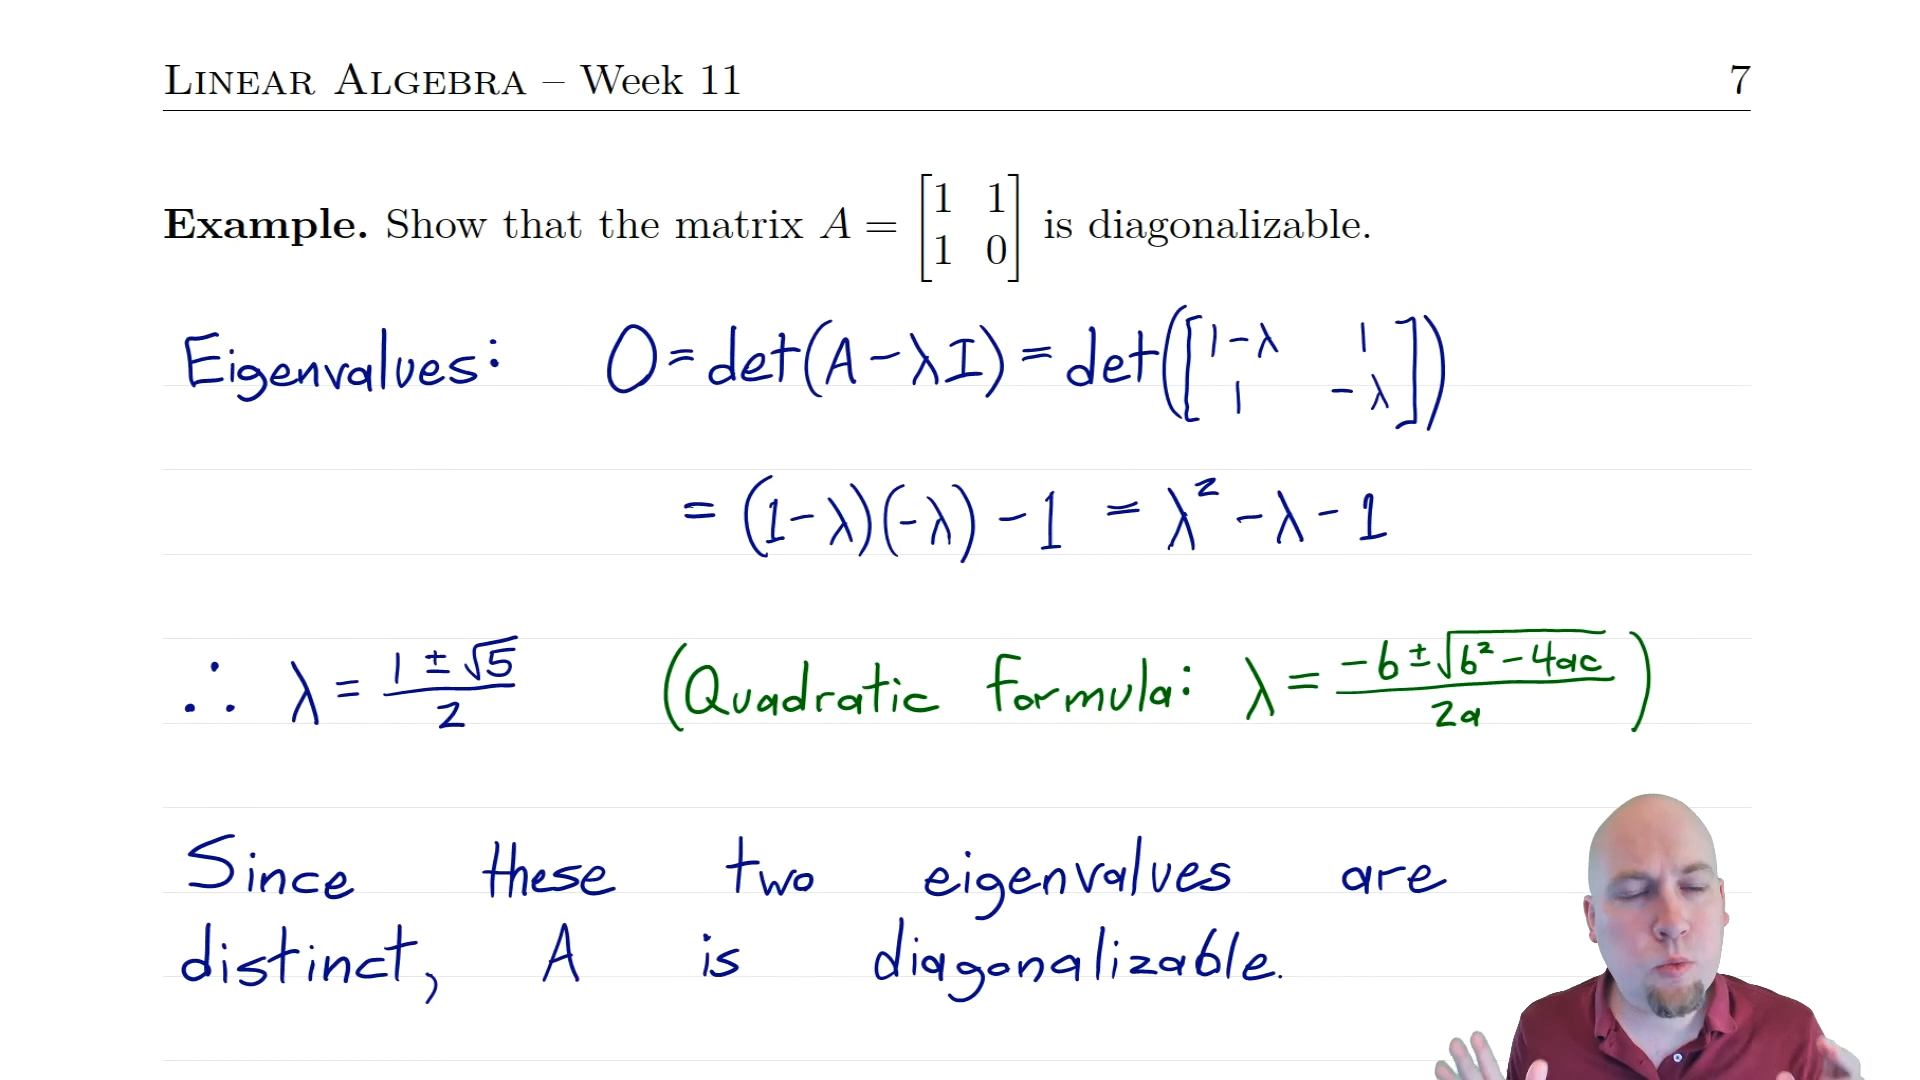 LINEAR ALGEBRA – Week 11 7
Example. Show that the matrix A = [1 1; 1 0] is diagonalizable.
Eigenvalues: 0 = det(A − λI) = det([1−λ 1; 1 −λ])
= (1−λ)(−λ) − 1 = λ² − λ − 1
∴ λ = (1 ± √5)/2 (Quadratic formula: λ = (−b ± √(b² − 4ac))/(2a))
Since these two eigenvalues are
distinct, A is diagonalizable.